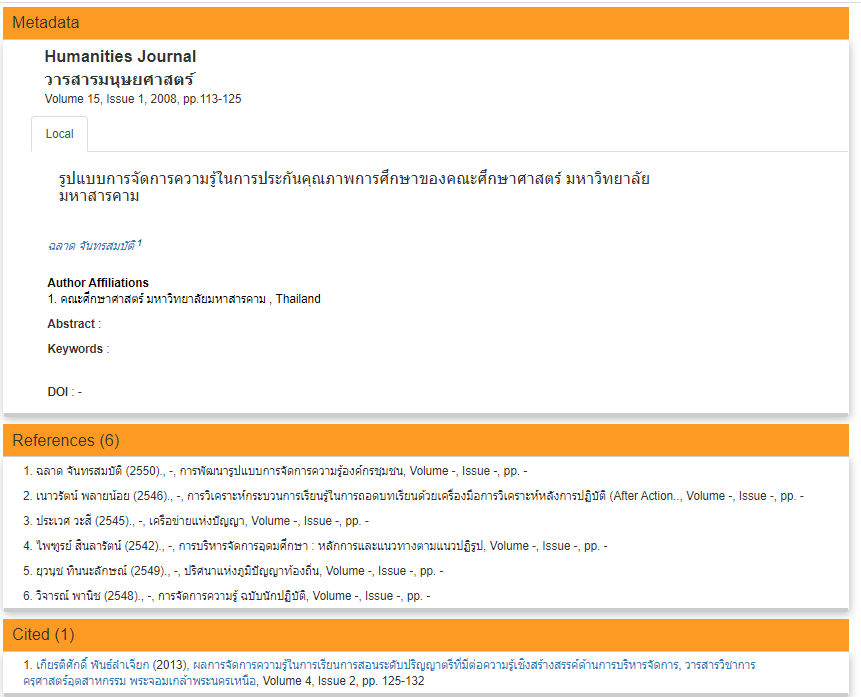 Metadata
Humanities Journal
วารสารมนุษยศาสตร์
Volume 15, Issue 1, 2008, pp.113-125
Local
รูปแบบการจัดการความรู้ในการประกันคุณภาพการศึกษาของคณะศึกษาศาสตร์ มหาวิทยาลัย
มหาสารคาม
ฉลาด จันทรสมบัติ 1
Author Affiliations
1. คณะศึกษาศาสตร์ มหาวิทยาลัยมหาสารคาม , Thailand
Abstract :
Keywords :
DOI : -
References (6)
1. ฉลาด จันทรสมบัติ (2550)., -, การพัฒนารูปแบบการจัดการความรู้องค์กรชุมชน, Volume -, Issue -, pp. -
2. เนาวรัตน์ พลายน้อย (2546)., -, การวิเคราะห์กระบวนการเรียนรู้ในการถอดบทเรียนด้วยเครื่องมือการวิเคราะห์หลังการปฏิบัติ (After Action.., Volume -, Issue -, pp. -
3. ประเวศ วะสี (2545)., -, เครือข่ายแห่งปัญญา, Volume -, Issue -, pp. -
4. ไพฑูรย์ สินลารัตน์ (2542)., -, การบริหารจัดการอุดมศึกษา : หลักการและแนวทางตามแนวปฏิรูป, Volume -, Issue -, pp. -
5. ยุวนุช ทินนะลักษณ์ (2549)., -, ปริศนาแห่งภูมิปัญญาท้องถิ่น, Volume -, Issue -, pp. -
6. วิจารณ์ พานิช (2548)., -, การจัดการความรู้ ฉบับนักปฏิบัติ, Volume -, Issue -, pp. -
Cited (1)
1. เกียรติศักดิ์ พันธ์ลำเจียก (2013), ผลการจัดการความรู้ในการเรียนการสอนระดับปริญญาตรีที่มีต่อความรู้เชิงสร้างสรรค์ด้านการบริหารจัดการ, วารสารวิชาการ
ครุศาสตร์อุตสาหกรรม พระจอมเกล้าพระนครเหนือ, Volume 4, Issue 2, pp. 125-132